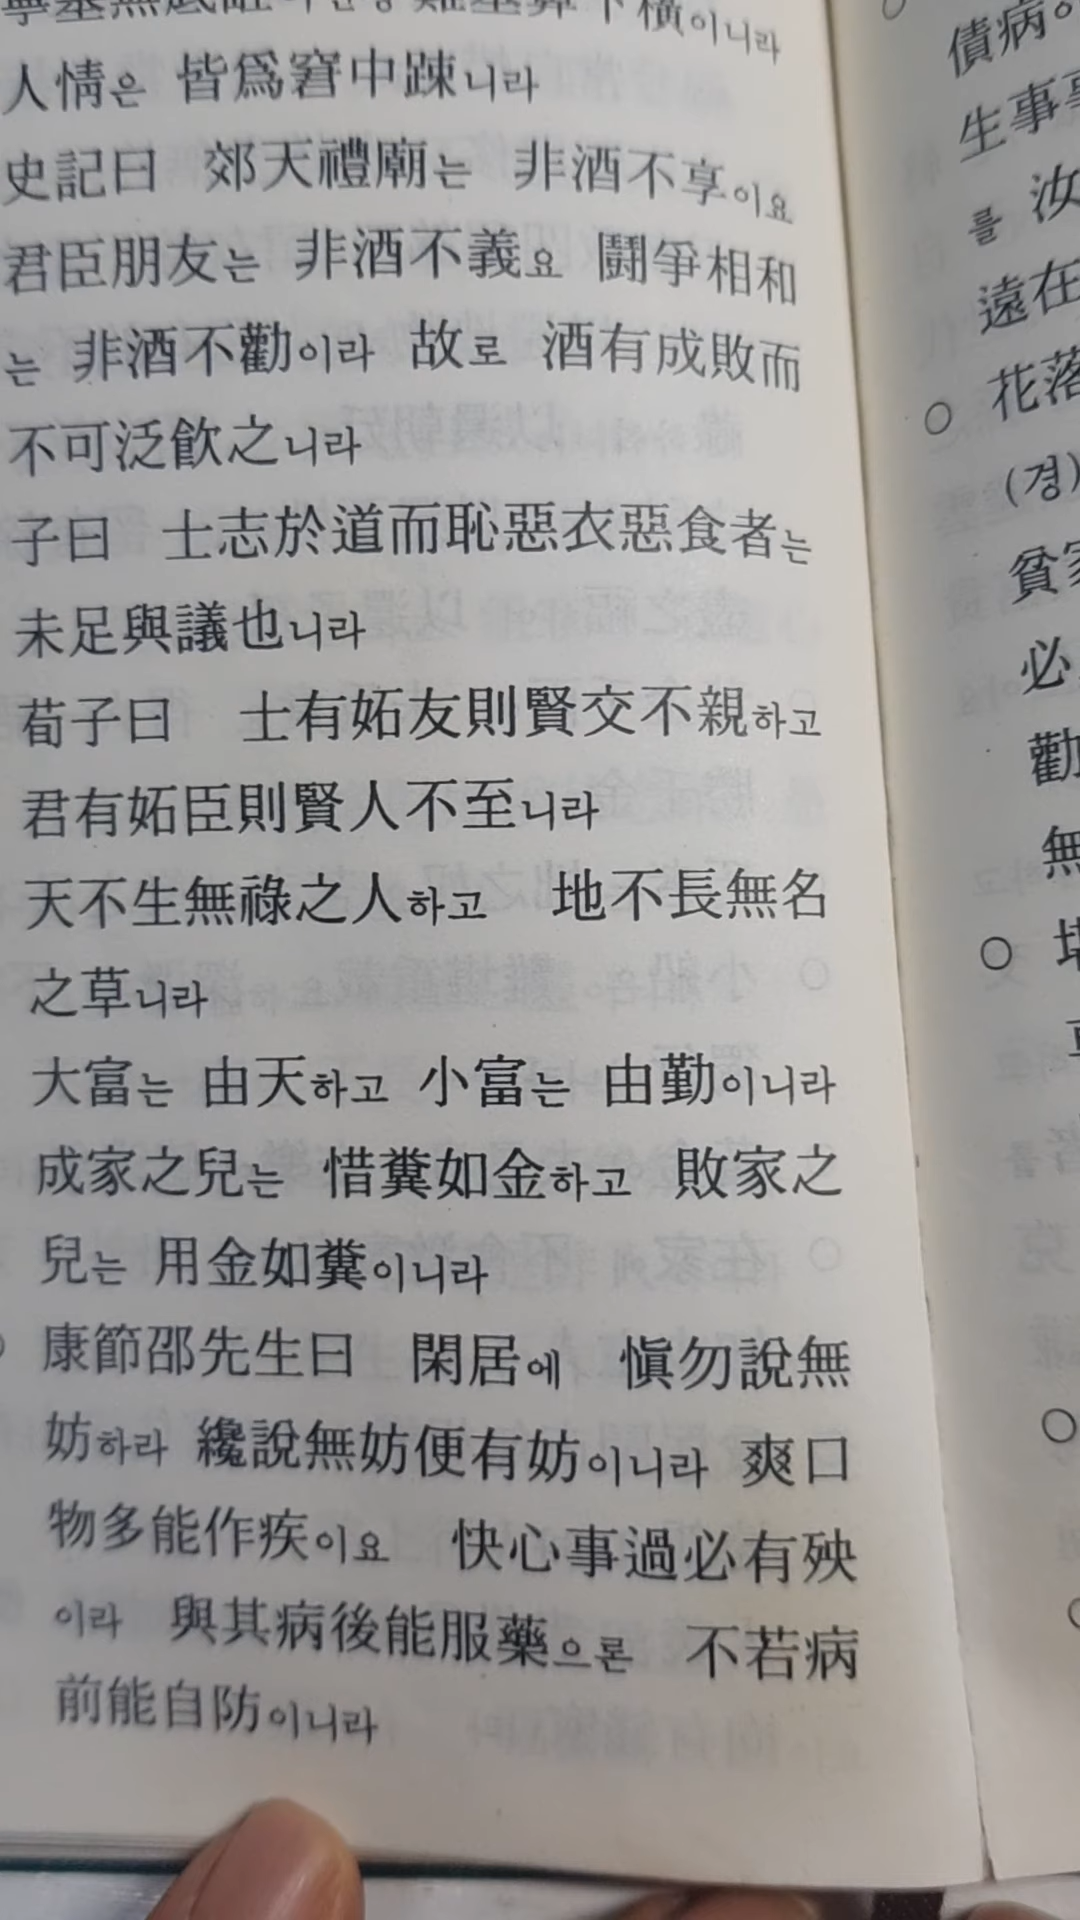 人情은 皆爲窘中踈니라
史記曰 郊天禮廟는 非酒不享이요
君臣朋友는 非酒不義요 鬪爭相和
는 非酒不勸이라 故로 酒有成敗而
不可泛飮之니라
子曰 士志於道而恥惡衣惡食者는
未足與議也니라
荀子曰 士有妬友則賢交不親하고
君有妬臣則賢人不至니라
天不生無祿之人하고 地不長無名
之草니라
大富는 由天하고 小富는 由勤이니라
成家之兒는 惜糞如金하고 敗家之
兒는 用金如糞이니라
康節邵先生曰 閑居에 愼勿說無
妨하라 纔說無妨便有妨이니라 爽口
物多能作疾이요 快心事過必有殃
이라 與其病後能服藥으론 不若病
前能自防이니라
債病
生事
를 汝
遠在
○ 花落
(경)
貧家
必
勸
無
○